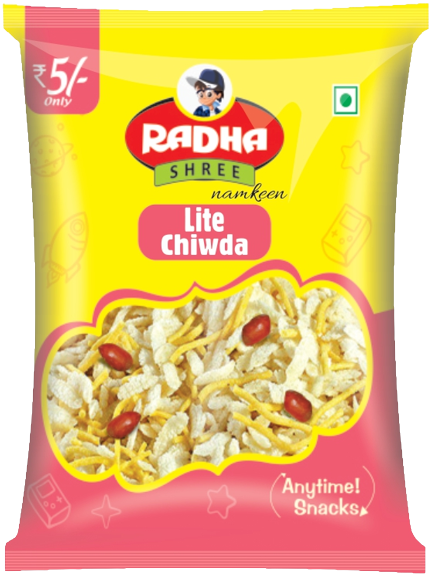 ₹5/-
Only
RADHA
SHREE
namkeen
Lite
Chiwda
Anytime!
Snacks